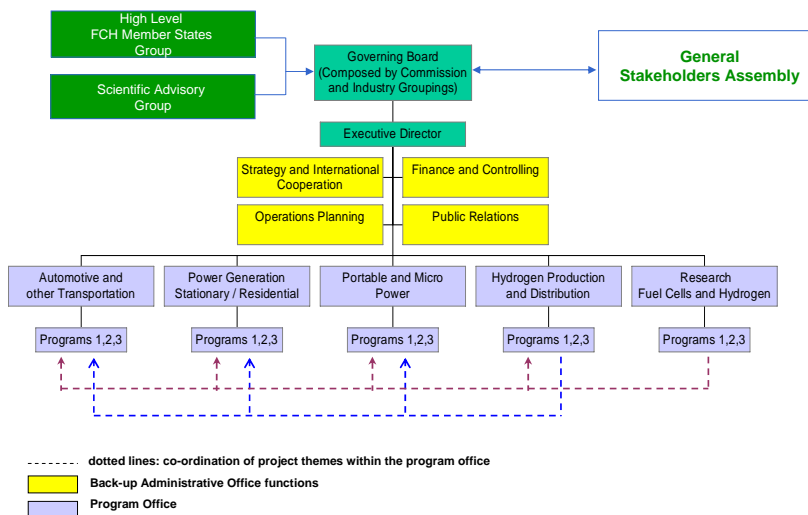 High Level
FCH Member States
Group
Scientific Advisory
Group
Governing Board
(Composed by Commission
and Industry Groupings)
General
Stakeholders Assembly
Executive Director
Strategy and International
Cooperation
Finance and Controlling
Operations Planning
Public Relations
Automotive and
other Transportation
Power Generation
Stationary / Residential
Portable and Micro
Power
Hydrogen Production
and Distribution
Research
Fuel Cells and Hydrogen
Programs 1,2,3
Programs 1,2,3
Programs 1,2,3
Programs 1,2,3
Programs 1,2,3
dotted lines: co-ordination of project themes within the program office
Back-up Administrative Office functions
Program Office